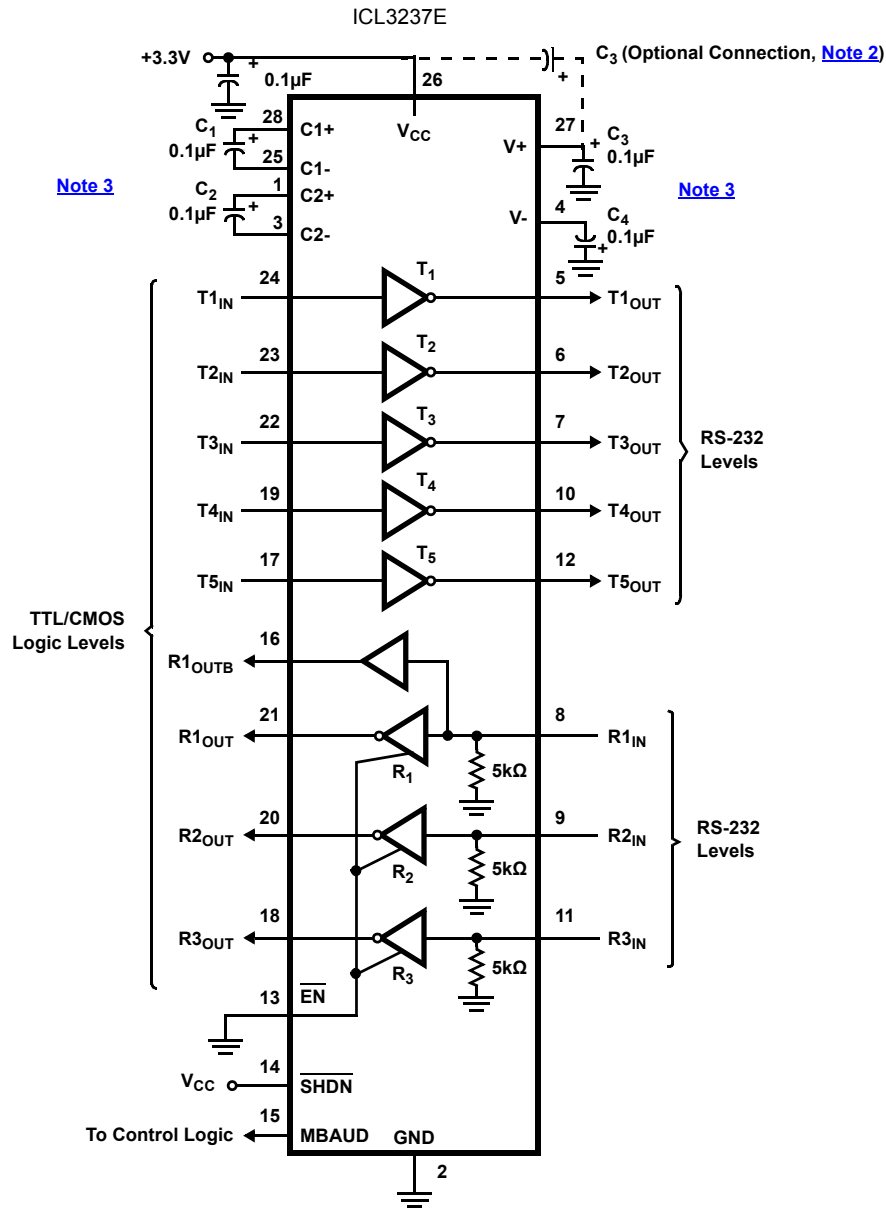 ICL3237E
+3.3V
+
0.1µF
26
+
C3 (Optional Connection, Note 2)
28
C1+
VCC
27
V+
+
C3
0.1µF
C1
0.1µF
+
25
C1-
Note 3
1
C2+
C2
0.1µF
+
3
C2-
Note 3
4
V-
C4
0.1µF
+
24
T1IN
T1
5
T1OUT
23
T2IN
T2
6
T2OUT
22
T3IN
T3
7
T3OUT
RS-232
Levels
19
T4IN
T4
10
T4OUT
17
T5IN
T5
12
T5OUT
TTL/CMOS
Logic Levels
16
R1OUTB
21
R1OUT
R1
5kΩ
8
R1IN
20
R2OUT
R2
5kΩ
9
R2IN
RS-232
Levels
18
R3OUT
R3
5kΩ
11
R3IN
13
EN
14
VCC
SHDN
15
To Control Logic
MBAUD
GND
2